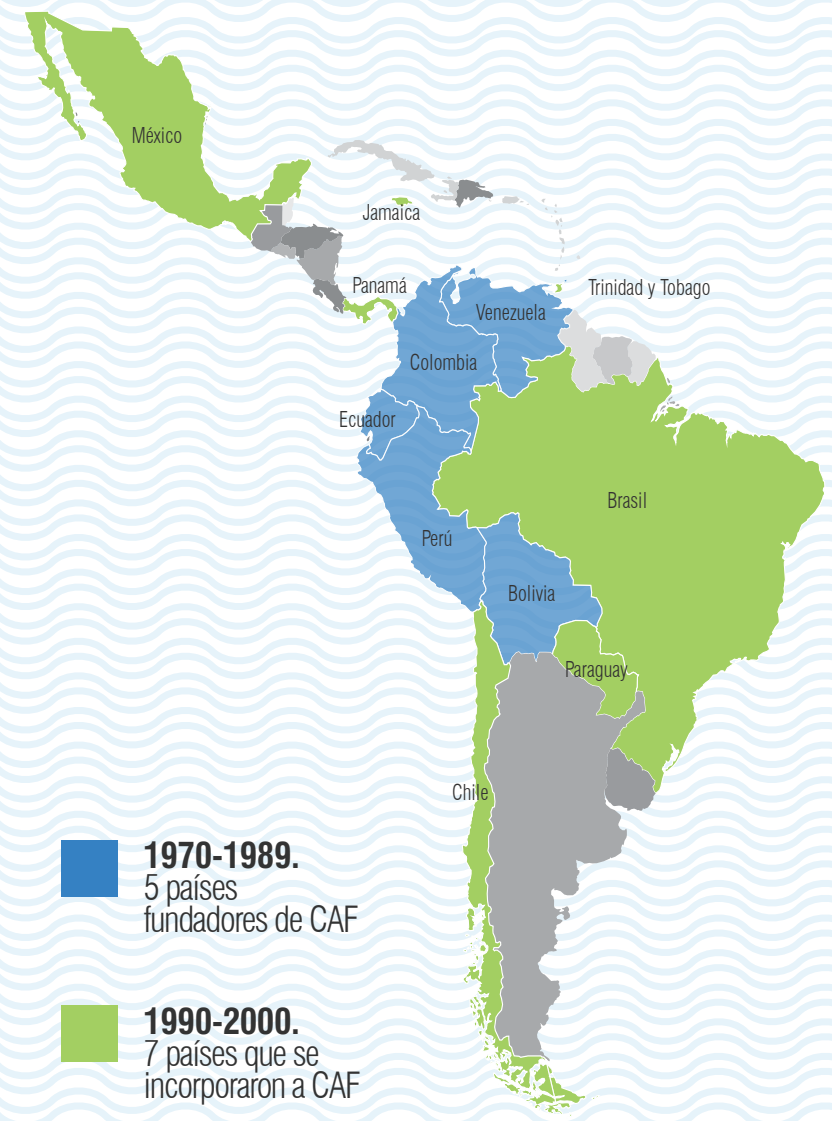 México
Jamaica
Panamá
Trinidad y Tobago
Venezuela
Colombia
Ecuador
Brasil
Perú
Bolivia
Paraguay
Chile
1970-1989.
5 países
fundadores de CAF
1990-2000.
7 países que se
incorporaron a CAF